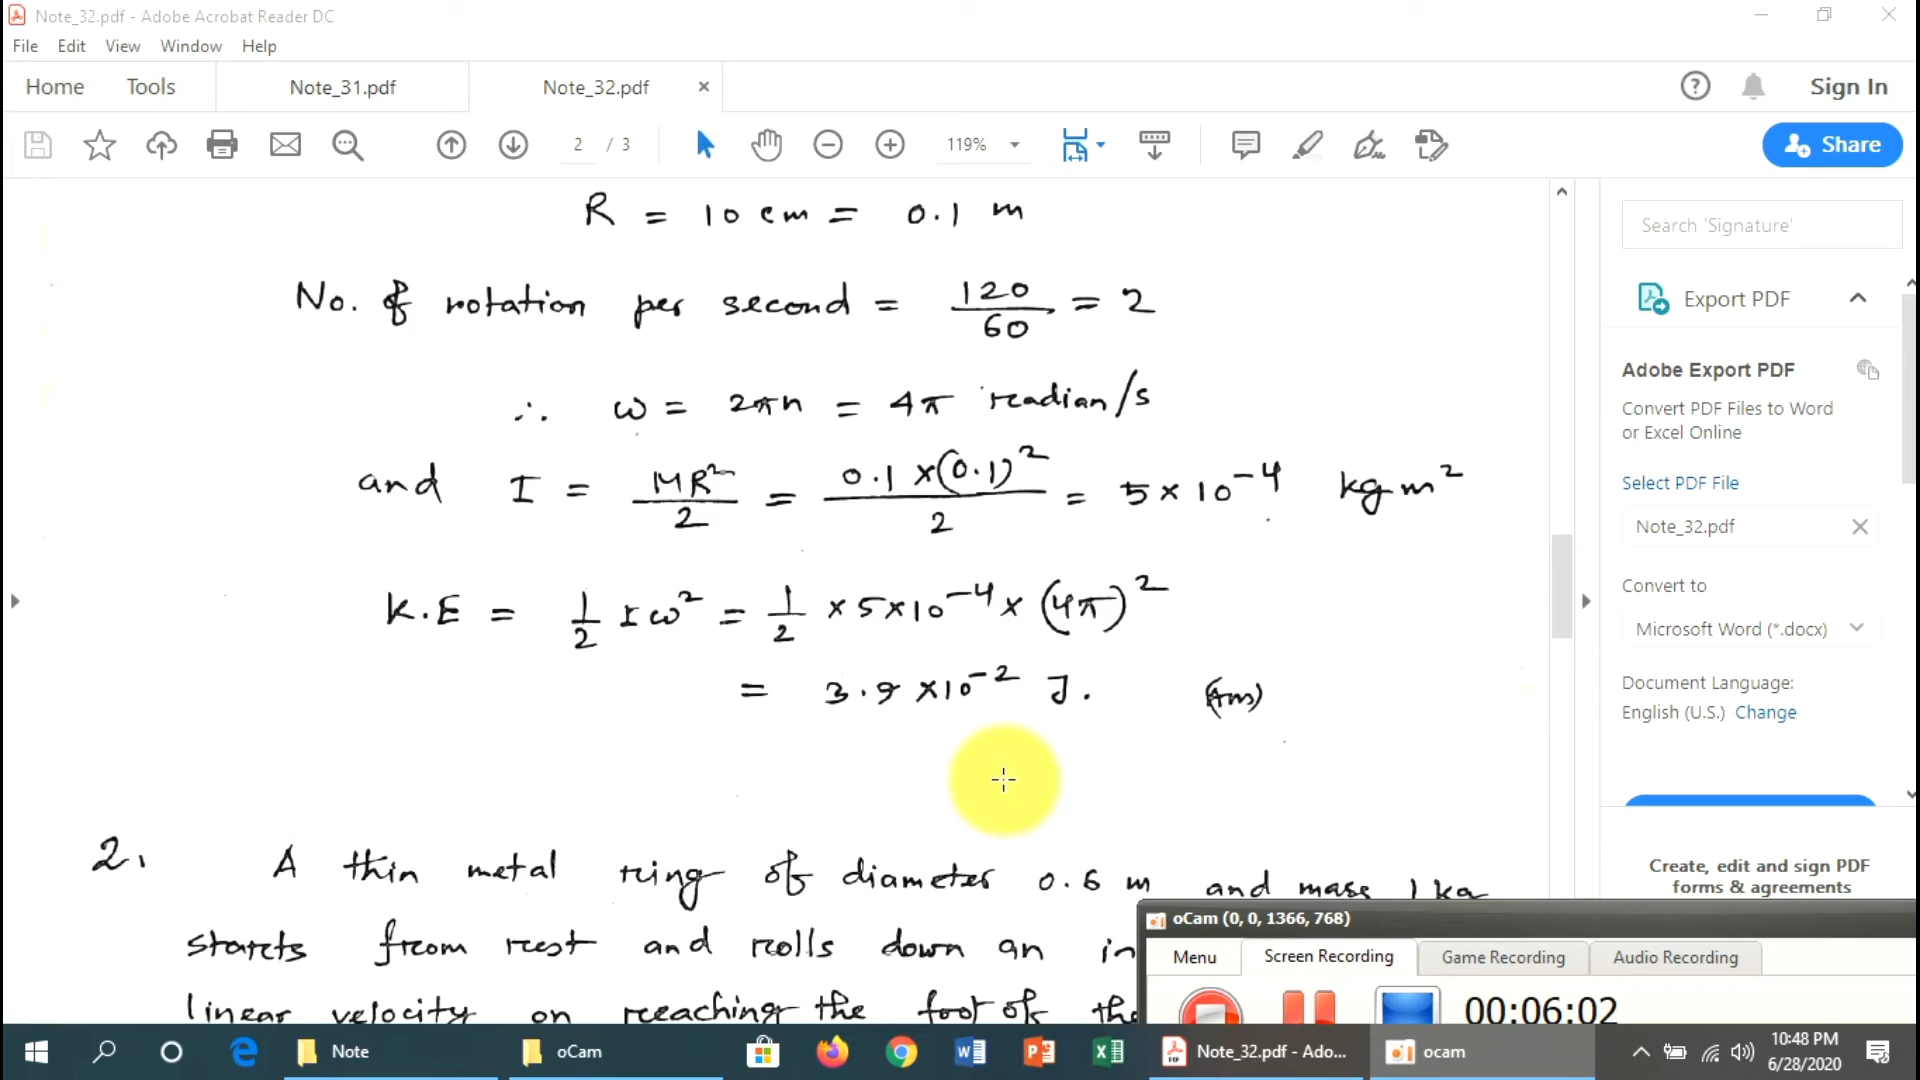 Note_32.pdf - Adobe Acrobat Reader DC
File Edit View Window Help
Home Tools Note_31.pdf Note_32.pdf × Sign In
2 / 3 119% Share
R = 10 cm = 0.1 m
No. of rotation per second = 120/60 = 2
∴ ω = 2πn = 4π radian/s
and I = MR²/2 = 0.1 × (0.1)²/2 = 5 × 10⁻⁴ kg m²
K.E = 1/2 I ω² = 1/2 × 5 × 10⁻⁴ × (4π)²
= 3.9 × 10⁻² J. (Ans)
2. A thin metal ring of diameter 0.6 m and mass 1 kg
starts from rest and rolls down an in
linear velocity on reaching the foot of the
Search 'Signature'
Export PDF
Adobe Export PDF
Convert PDF Files to Word
or Excel Online
Select PDF File
Note_32.pdf
Convert to
Microsoft Word (*.docx)
Document Language:
English (U.S.) Change
Create, edit and sign PDF
forms & agreements
oCam (0, 0, 1366, 768)
Menu Screen Recording Game Recording Audio Recording
00:06:02
Note oCam Note_32.pdf - Ado... ocam
10:48 PM
6/28/2020